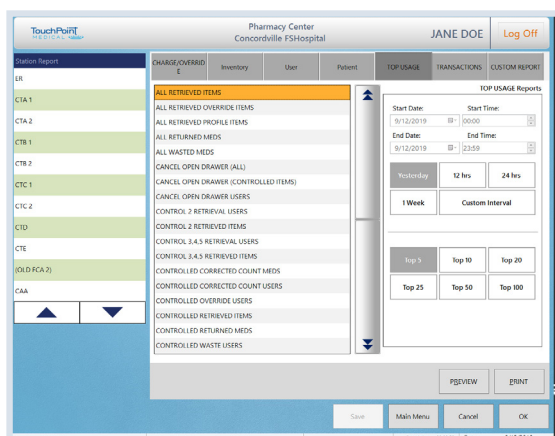 TouchPoint
MEDICAL
Pharmacy Center
Concordville FSHospital
JANE DOE
Log Off
Station Report
ER
CTA 1
CTA 2
CTB 1
CTB 2
CTC 1
CTC 2
CTD
CTE
(OLD FCA 2)
CAA
CHARGE/OVERRID
E
Inventory
User
Patient
TOP USAGE
TRANSACTIONS
CUSTOM REPORT
ALL RETRIEVED ITEMS
ALL RETRIEVED OVERRIDE ITEMS
ALL RETRIEVED PROFILE ITEMS
ALL RETURNED MEDS
ALL WASTED MEDS
CANCEL OPEN DRAWER (ALL)
CANCEL OPEN DRAWER (CONTROLLED ITEMS)
CANCEL OPEN DRAWER USERS
CONTROL 2 RETRIEVAL USERS
CONTROL 2 RETRIEVED ITEMS
CONTROL 3,4,5 RETRIEVAL USERS
CONTROL 3,4,5 RETRIEVED ITEMS
CONTROLLED CORRECTED COUNT MEDS
CONTROLLED CORRECTED COUNT USERS
CONTROLLED OVERRIDE USERS
CONTROLLED RETRIEVED ITEMS
CONTROLLED RETURNED MEDS
CONTROLLED WASTE USERS
TOP USAGE Reports
Start Date: Start Time:
9/12/2019 00:00
End Date: End Time:
9/12/2019 23:59
Yesterday 12 hrs 24 hrs
1 Week Custom
Interval
Top 5 Top 10 Top 20
Top 25 Top 50 Top 100
PREVIEW PRINT
Save Main Menu Cancel OK